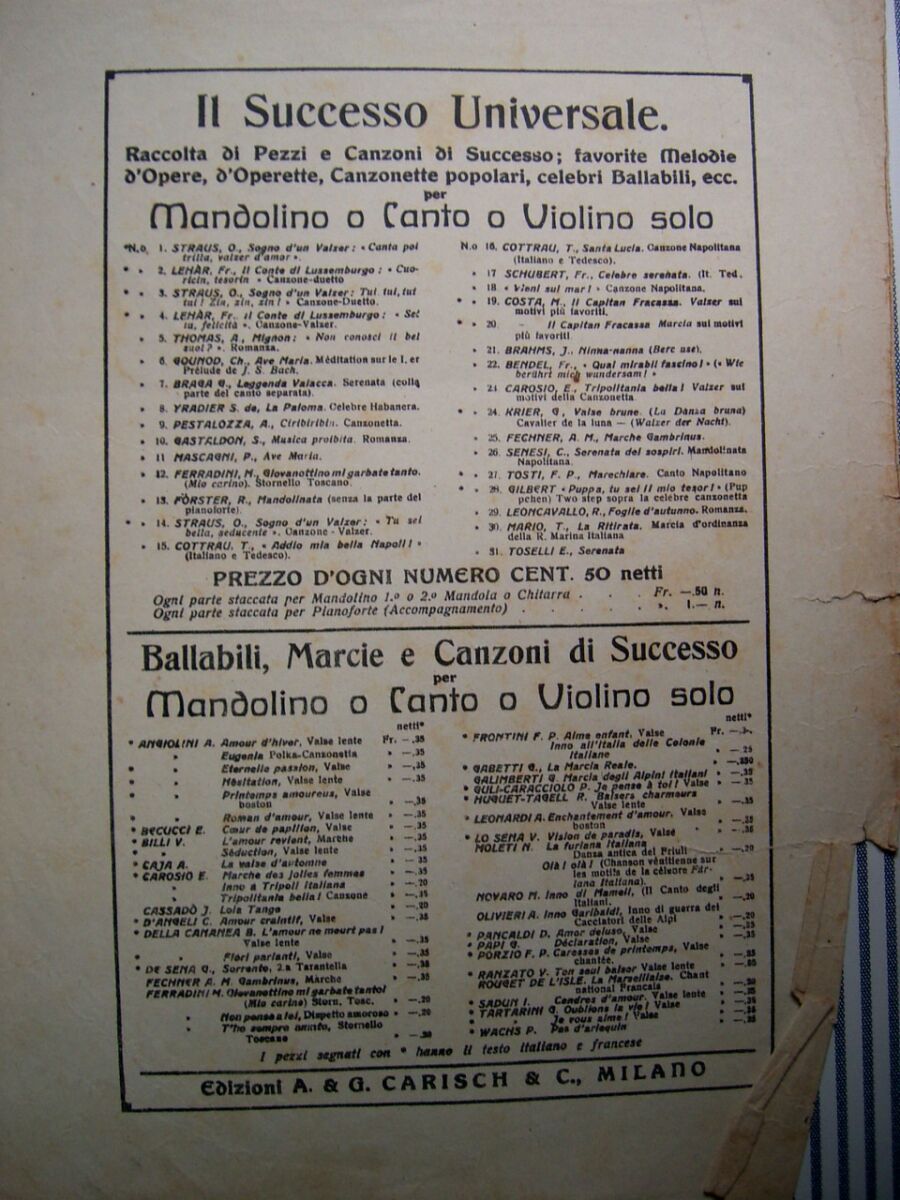 Il Successo Universale.
Raccolta di Pezzi e Canzoni di Successo; favorite Melodie
d'Opere, d'Operette, Canzonette popolari, celebri Ballabili, ecc.
per
Mandolino o Canto o Violino solo
*N.o 1. STRAUS, O., Sogno d'un Valzer: « Canta poi
trilla, valzer d'amor ».
* » 2. LEHÀR, Fr., Il Conte di Lussemburgo: « Cuo-
ricin, tesorin » Canzone-duetto
* » 3. STRAUS, O., Sogno d'un Valzer: Tui tui, tut
tui! Zin, zin, zin! » Canzone-Duetto.
* » 4. LEHÀR, Fr. Il Conte di Lussemburgo: « Sei
tu, felicità ». Canzone-Valzer.
» 5. THOMAS, A., Mignon: « Non conosci il bel
suol? ». Romanza.
» 6. GOUNOD, Ch., Ave Maria. Méditation sur le I. er
Prélude de J. S. Bach.
» 7. BRAGA G., Leggenda Valacca. Serenata (colla
parte del canto separata).
» 8. YRADIER S. de, La Paloma. Celebre Habanera.
» 9. PESTALOZZA, A., Ciribiribin. Canzonetta.
» 10. GASTALDON, S., Musica proibita. Romanza.
» 11 MASCAGNI, P., Ave Maria.
» 12. FERRADINI, M., Giovanottino mi garbate tanto.
(Mio carino). Stornello Toscano.
» 13. FÖRSTER, R., Mandolinata (senza la parte del
pianoforte).
* » 14. STRAUS, O., Sogno d'un Valzer: « Tu sei
bella, seducente ». Canzone - Valzer.
» 15. COTTRAU, T., « Addio mia bella Napoli! »
(Italiano e Tedesco).
N.o 16. COTTRAU, T., Santa Lucia. Canzone Napolitana
(Italiano e Tedesco).
» 17 SCHUBERT, Fr., Celebre serenata. (It. Ted.
» 18 « Vieni sul mar! » Canzone Napolitana.
* » 19. COSTA, M., Il Capitan Fracassa. Valzer sui
motivi più favoriti.
* » 20. – Il Capitan Fracassa Marcia sui motivi
più favoriti.
» 21. BRAHMS, J., Ninna-nanna (Berceuse).
» 22. BENDEL, Fr., « Qual mirabil fascino! » (« Wie
berührt mich wundersam! »
» 23 CAROSIO, E., Tripolitania bella! Valzer sui
motivi della Canzonetta
* » 24. KRIER, G, Valse brune. (La Danza bruna)
Cavalier de la luna — (Walzer der Nacht).
» 25. FECHNER, A. M., Marche Gambrinus.
» 26. SENESI, C., Serenata dei sospiri. Mandolinata
Napolitana.
» 27. TOSTI, F. P., Marechiare. Canto Napolitano
* » 28. GILBERT « Puppa, tu sei il mio tesor! » (Pup
pchen) Two step sopra la celebre canzonetta
» 29. LEONCAVALLO, R., Foglie d'autunno. Romanza.
» 30. MARIO, T., La Ritirata. Marcia d'ordinanza
della R. Marina Italiana
» 31. TOSELLI E., Serenata
PREZZO D'OGNI NUMERO CENT. 50 netti
Ogni parte staccata per Mandolino 1.º o 2.º Mandola o Chitarra . . . Fr. —.50 n.
Ogni parte staccata per Pianoforte (Accompagnamento) . . . . . ». 1.— n.
Ballabili, Marcie e Canzoni di Successo
per
Mandolino o Canto o Violino solo
netti*
* ANGIOLINI A. Amour d'hiver, Valse lente Fr. —.35
» Eugenia Polka-Canzonetta » —.35
* » Eternelle passion, Valse » —.35
* » Hésitation, Valse lente » —.35
* » Printemps amoureux, Valse
boston » —.35
* » Roman d'amour, Valse lente » —.35
* BECUCCI E. Cœur de papillon, Valse » —.35
* BILLI V. L'amour revient, Marche » —.35
* » Séduction, Valse lente » —.35
* CAJA A. La valse d'automne » —.35
* CAROSIO E. Marche des jolies femmes » —.35
» Inno a Tripoli italiana » —.20
» Tripolitania bella! Canzone » —.15
CASSADÒ J. Lola Tango » —.20
* D'ANGELI C. Amour craintif, Valse » —.35
* DELLA CANANEA B. L'amour ne meurt pas!
Valse lente » —.35
* » Fiori parlanti, Valse » —.35
* DE SENA G., Sorrento, 2.a Tarantella » —.35
FECHNER A. M. Gambrinus, Marche » —.35
FERRADINI M. Giovanottino mi garbate tanto!
(Mio carino) Storn. Tosc. » —.20
» Non penso a lei, Dispetto amoroso » —.20
» T'ho sempre avinto, Stornello
Toscano
netti*
* FRONTINI F. P. Aime enfant, Valse Fr. —.
Inno all'Italia delle Colonie
Italiane » —.25
* GABETTI G., La Marcia Reale.
GALIMBERTI G. Marcia degli Alpini Italiani » —.35
* GULI-CARACCIOLO P. Je pense à toi! Valse » —.35
* HUGUET-TAGELL R. Baisers charmeurs
Valse lente
* LEONARDI A. Enchantement d'amour, Valse
boston
* LO SENA V. Vision de paradis, Valse
MOLETI N. La furlana italiana
Danza antica del Friuli » —.20
Olà! olà! (Chanson vénitienne sur
les motifs de la célèbre Fur-
lana Italiana). » —.35
NOVARO M. Inno di Mameli, (Il Canto degli
Italiani. » —.20
OLIVIERI A. Inno Garibaldi, Inno di guerra dei
Cacciatori delle Alpi » —.20
* PANCALDI D. Amor deluso, Valse » —.35
* PAPI G. Déclaration, Valse » —.35
* PORZIO F. P. Caresses de printemps, Valse
chantée.
* RANZATO V. Ton seul baiser Valse lente
ROUGET DE L'ISLE. La Marseillaise. Chant
national Francais
* SADUN I. Cendres d'amour, Valse
* TARTARINI G. Oublions la vie! Valse
* » Je vous aime! Valse
* WACHS P. Pas d'arlequin
I pezzi segnati con * hanno il testo italiano e francese
Edizioni A. & G. CARISCH & C., MILANO